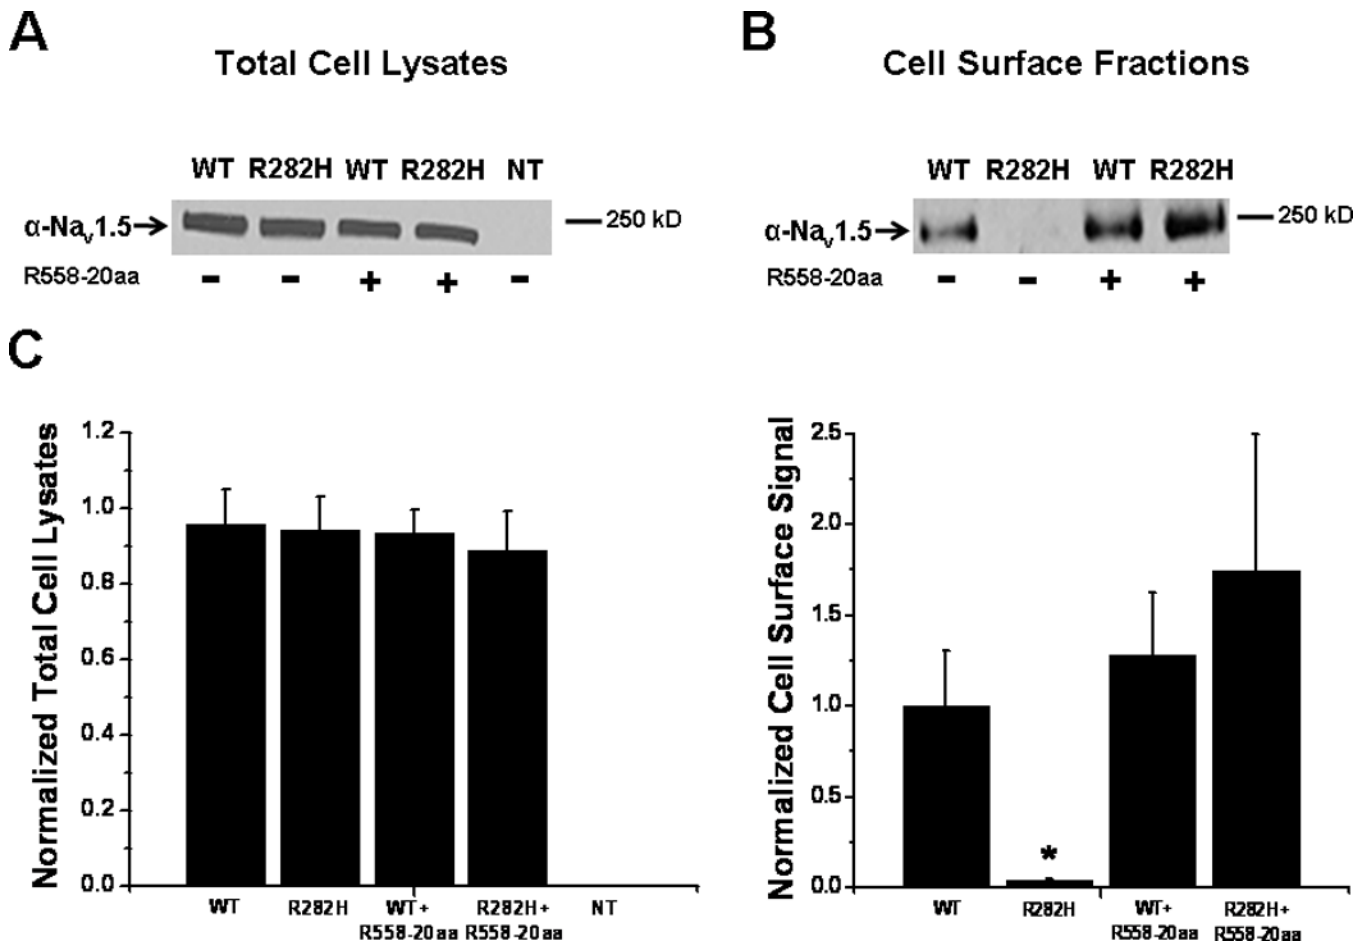 A
Total Cell Lysates
WT R282H WT R282H NT
α-Nav1.5
250 kD
R558-20aa - - + + -
B
Cell Surface Fractions
WT R282H WT R282H
α-Nav1.5
250 kD
R558-20aa - - + +
C
Normalized Total Cell Lysates
1.2
1.0
0.8
0.6
0.4
0.2
0.0
WT R282H WT+ R282H+ NT
R558-20aa R558-20aa
Normalized Cell Surface Signal
2.5
2.0
1.5
1.0
0.5
0.0
*
WT R282H WT+ R282H+
R558-20aa R558-20aa